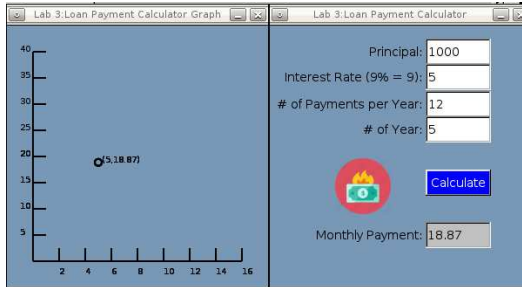 Lab 3:Loan Payment Calculator Graph
40
35
30
25
20
(5,18.87)
15
10
5
2 4 6 8 10 12 14 16
Lab 3:Loan Payment Calculator
Principal: 1000
Interest Rate (9% = 9): 5
# of Payments per Year: 12
# of Year: 5
Calculate
Monthly Payment: 18.87